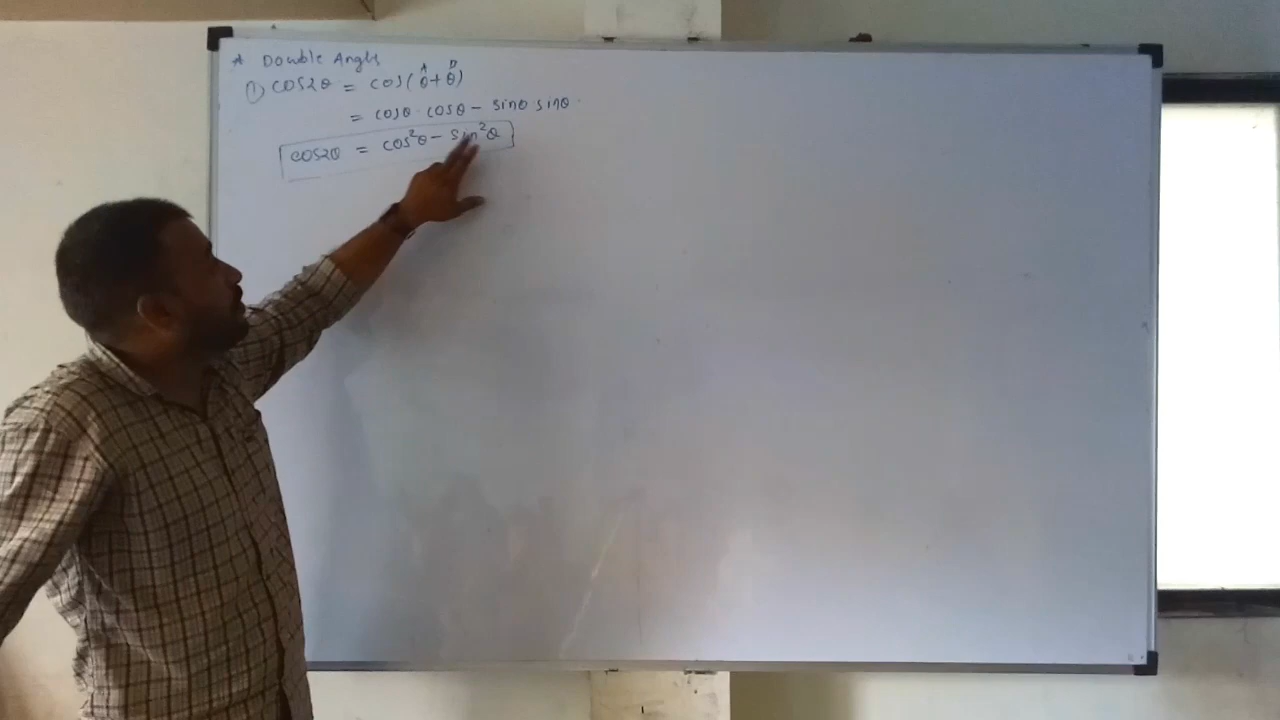 * Double Angle
① cos2θ = cos(θ+θ)
A B
= cosθ · cosθ − sinθ sinθ.
cos2θ = cos²θ − sin²θ